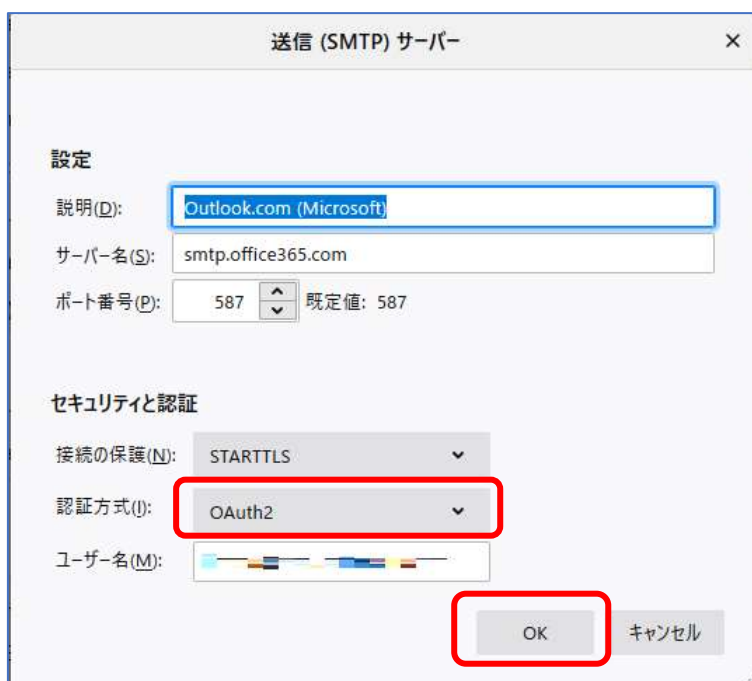 送信 (SMTP) サーバー
設定
説明(D): Outlook.com (Microsoft)
サーバー名(S): smtp.office365.com
ポート番号(P): 587 既定値: 587
セキュリティと認証
接続の保護(N): STARTTLS
認証方式(I): OAuth2
ユーザー名(M):
OK キャンセル